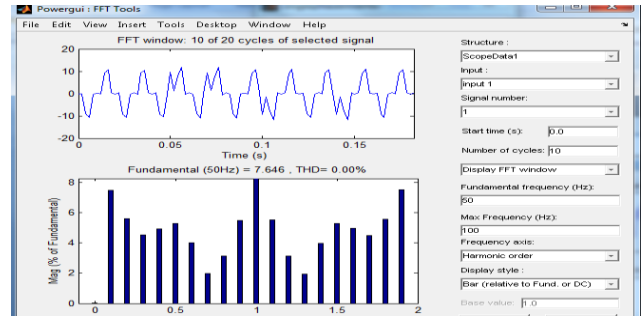 Powergui : FFT Tools
File Edit View Insert Tools Desktop Window Help
FFT window: 10 of 20 cycles of selected signal
20
10
0
-10
-20
0 0.05 0.1 0.15
Time (s)
Fundamental (50Hz) = 7.646 , THD= 0.00%
Mag (% of Fundamental)
8
6
4
2
0
0 0.5 1 1.5 2
Structure :
ScopeData1
Input :
input 1
Signal number:
1
Start time (s): 0.0
Number of cycles: 10
Display FFT window
Fundamental frequency (Hz):
50
Max Frequency (Hz):
100
Frequency axis:
Harmonic order
Display style :
Bar (relative to Fund. or DC)
Base value: 1.0